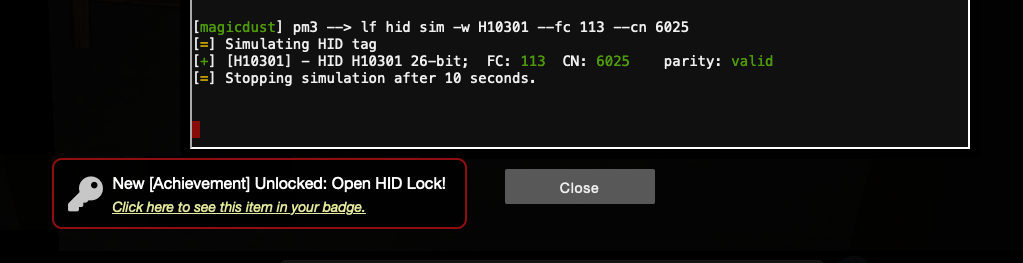 [magicdust] pm3 --> lf hid sim -w H10301 --fc 113 --cn 6025
[=] Simulating HID tag
[+] [H10301] - HID H10301 26-bit;  FC: 113  CN: 6025    parity: valid
[=] Stopping simulation after 10 seconds.
New [Achievement] Unlocked: Open HID Lock!
Click here to see this item in your badge.
Close